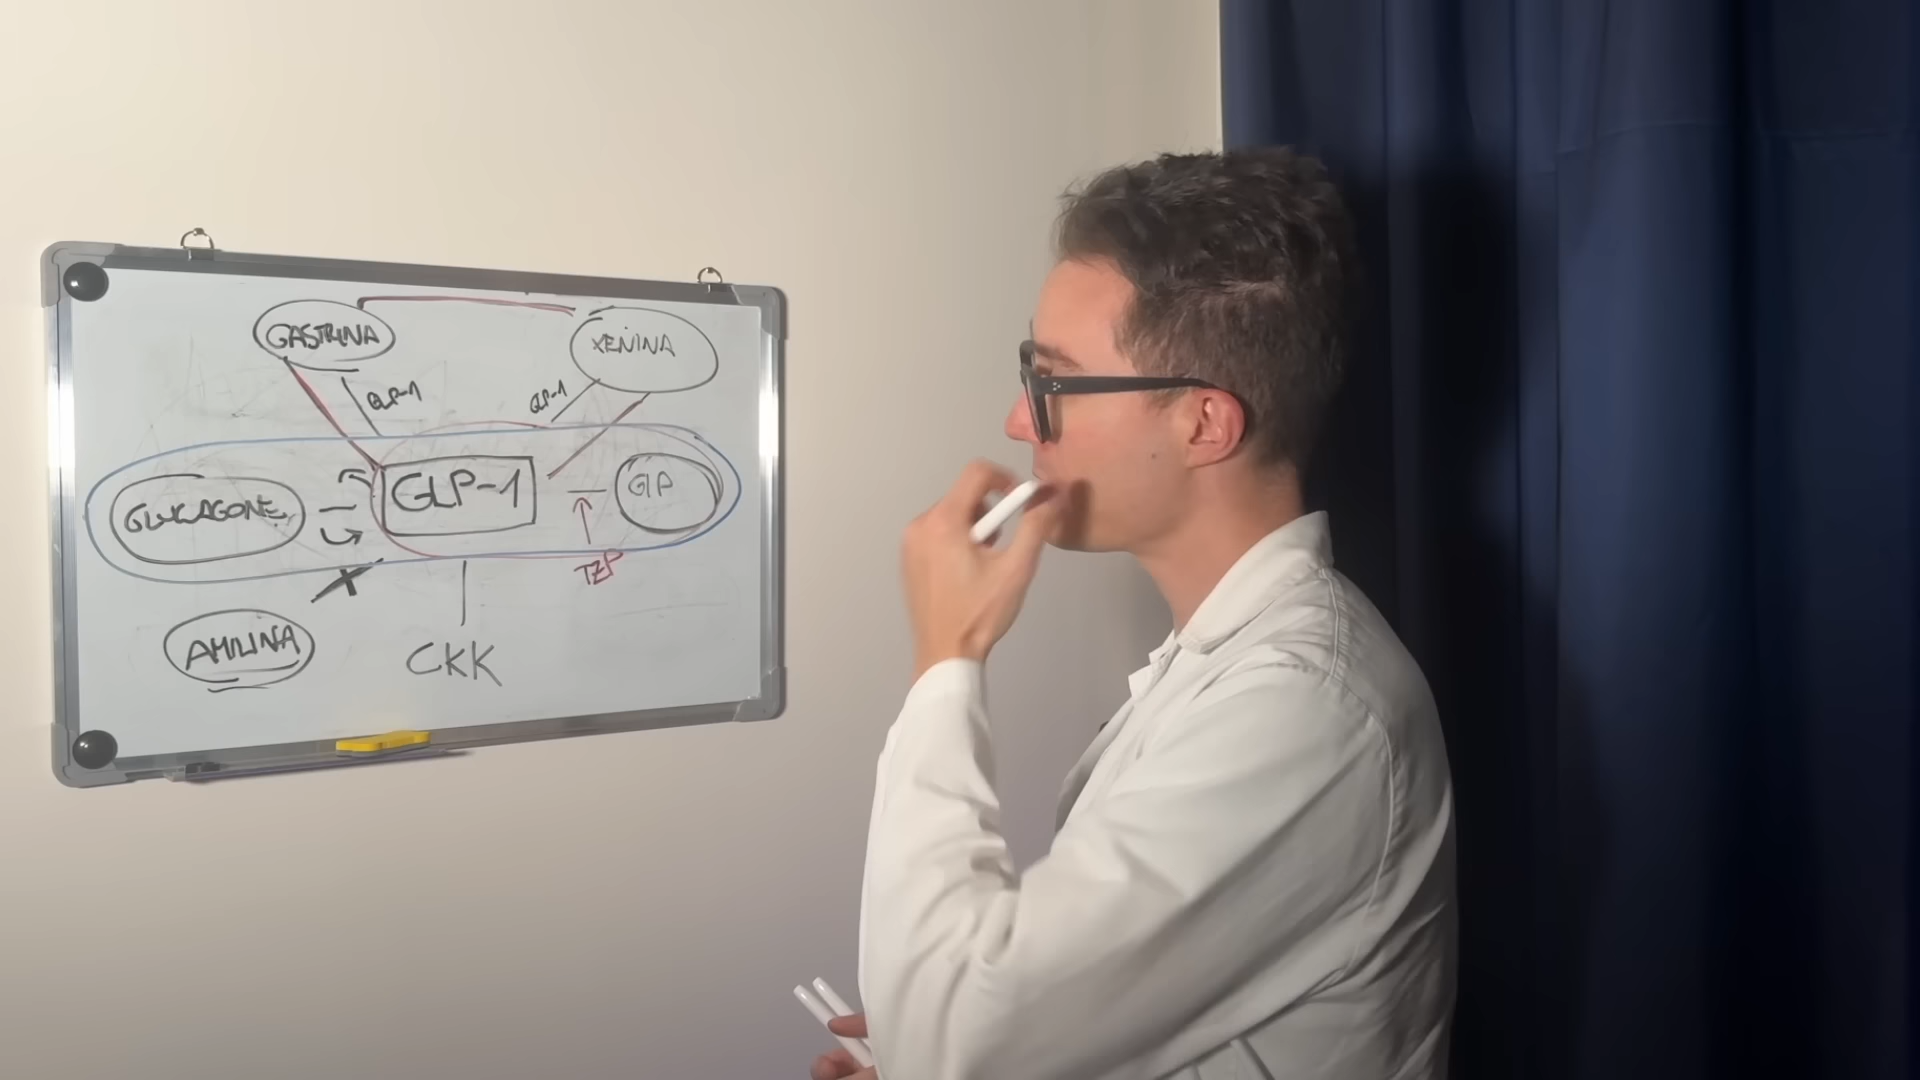 GASTRINA
XENINA
GLP-1
GLP-1
GLUCAGONE
GLP-1
GIP
TZP
AMILINA
CKK